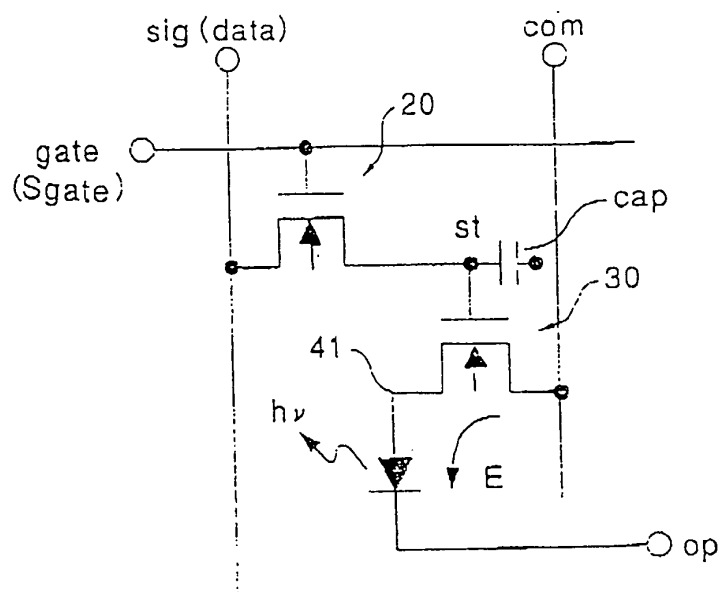 sig (data)
com
20
gate
(Sgate)
cap
st
30
41
hν
E
op